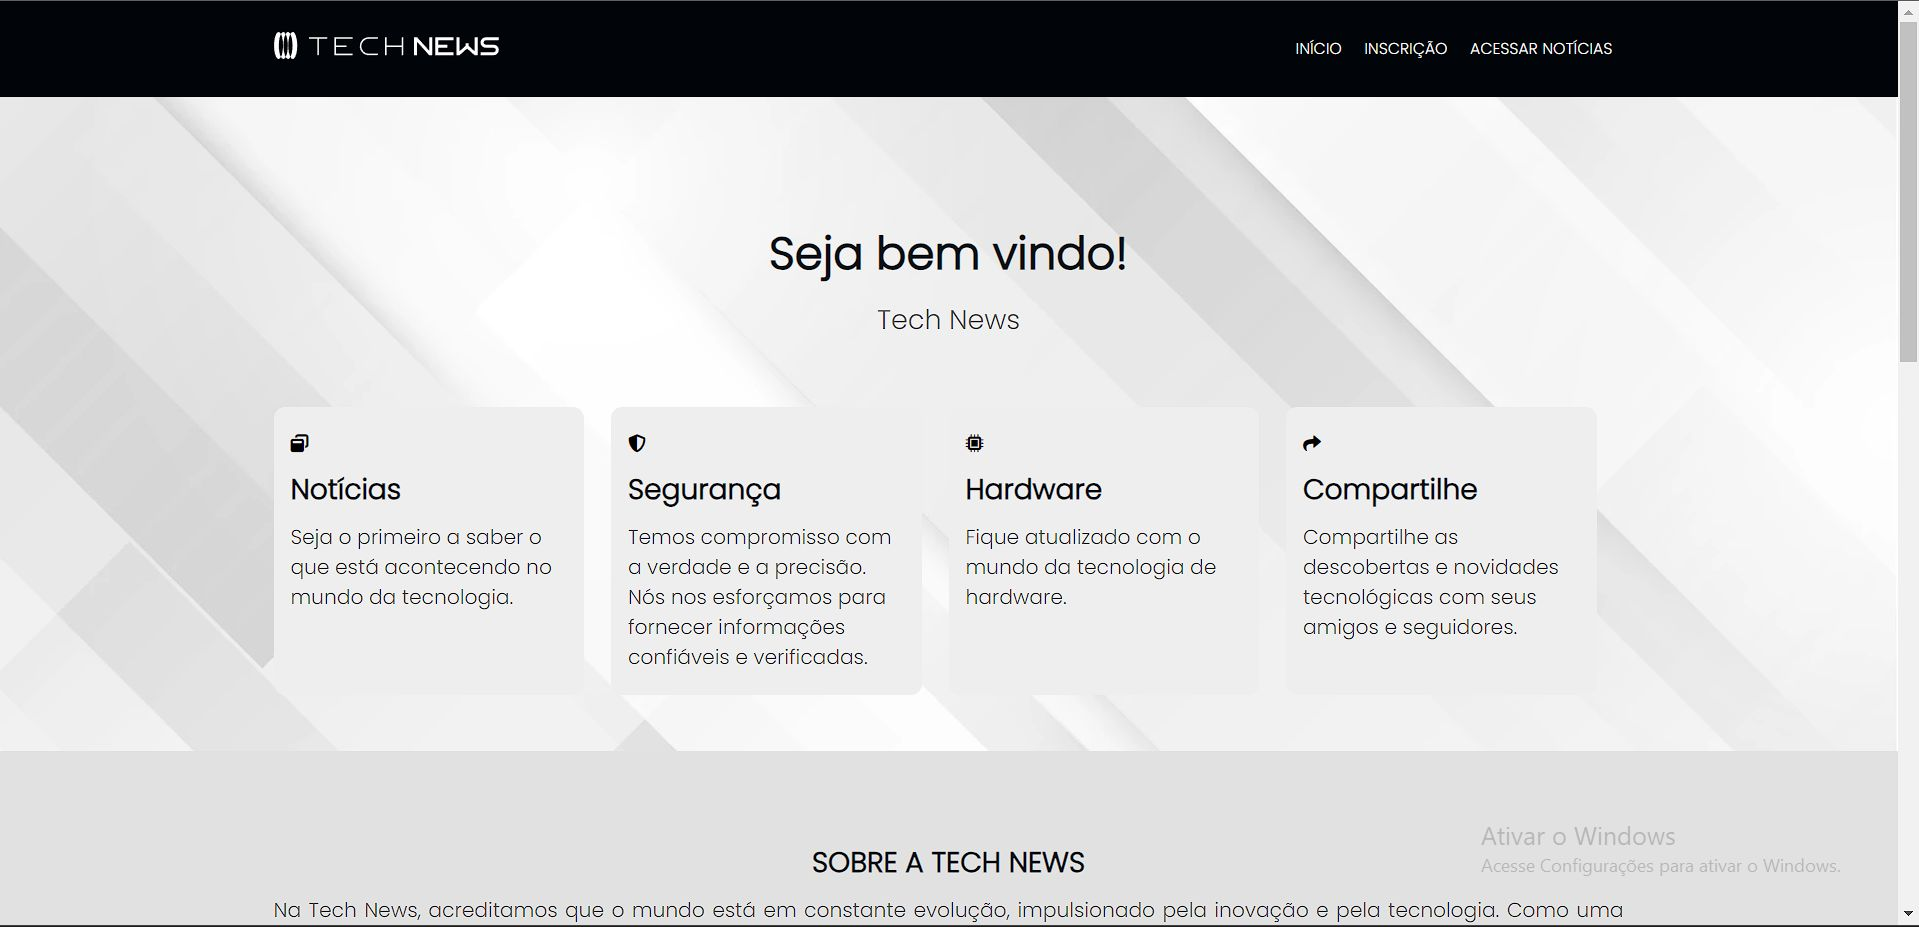 TECH NEWS
INÍCIO INSCRIÇÃO ACESSAR NOTÍCIAS
Seja bem vindo!
Tech News
Notícias
Seja o primeiro a saber o
que está acontecendo no
mundo da tecnologia.
Segurança
Temos compromisso com
a verdade e a precisão.
Nós nos esforçamos para
fornecer informações
confiáveis e verificadas.
Hardware
Fique atualizado com o
mundo da tecnologia de
hardware.
Compartilhe
Compartilhe as
descobertas e novidades
tecnológicas com seus
amigos e seguidores.
SOBRE A TECH NEWS
Na Tech News, acreditamos que o mundo está em constante evolução, impulsionado pela inovação e pela tecnologia. Como uma
Ativar o Windows
Acesse Configurações para ativar o Windows.